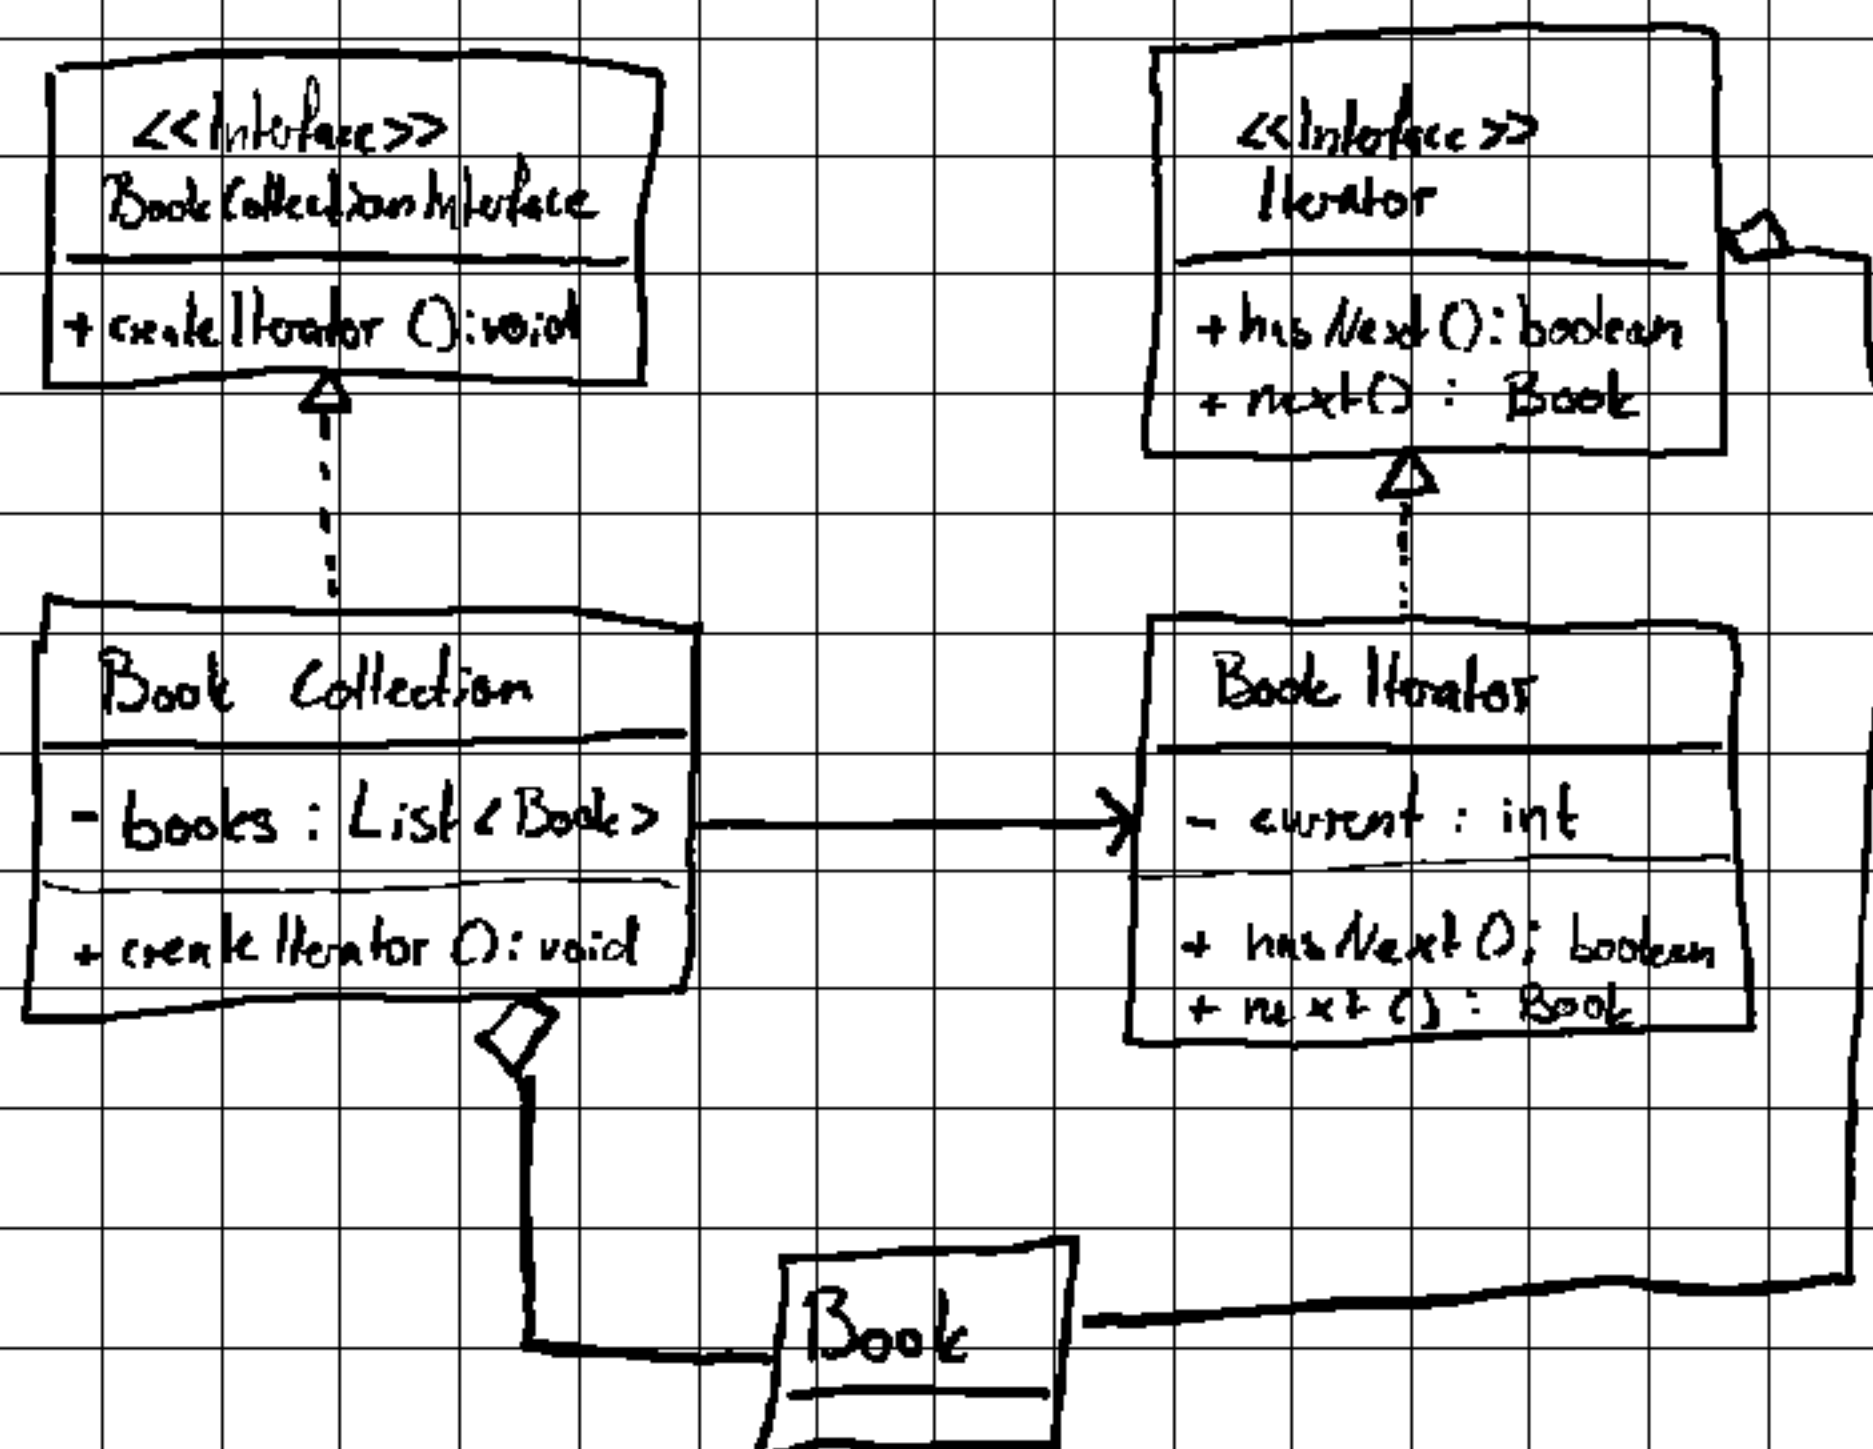 <<Interface>>
BookCollectionInterface
+ createIterator (): void
<<Interface>>
Iterator
+ hasNext (): boolean
+ next() : Book
Book Collection
- books : List <Book>
+ createIterator (): void
Book Iterator
- current : int
+ hasNext (); boolean
+ next () : Book
Book